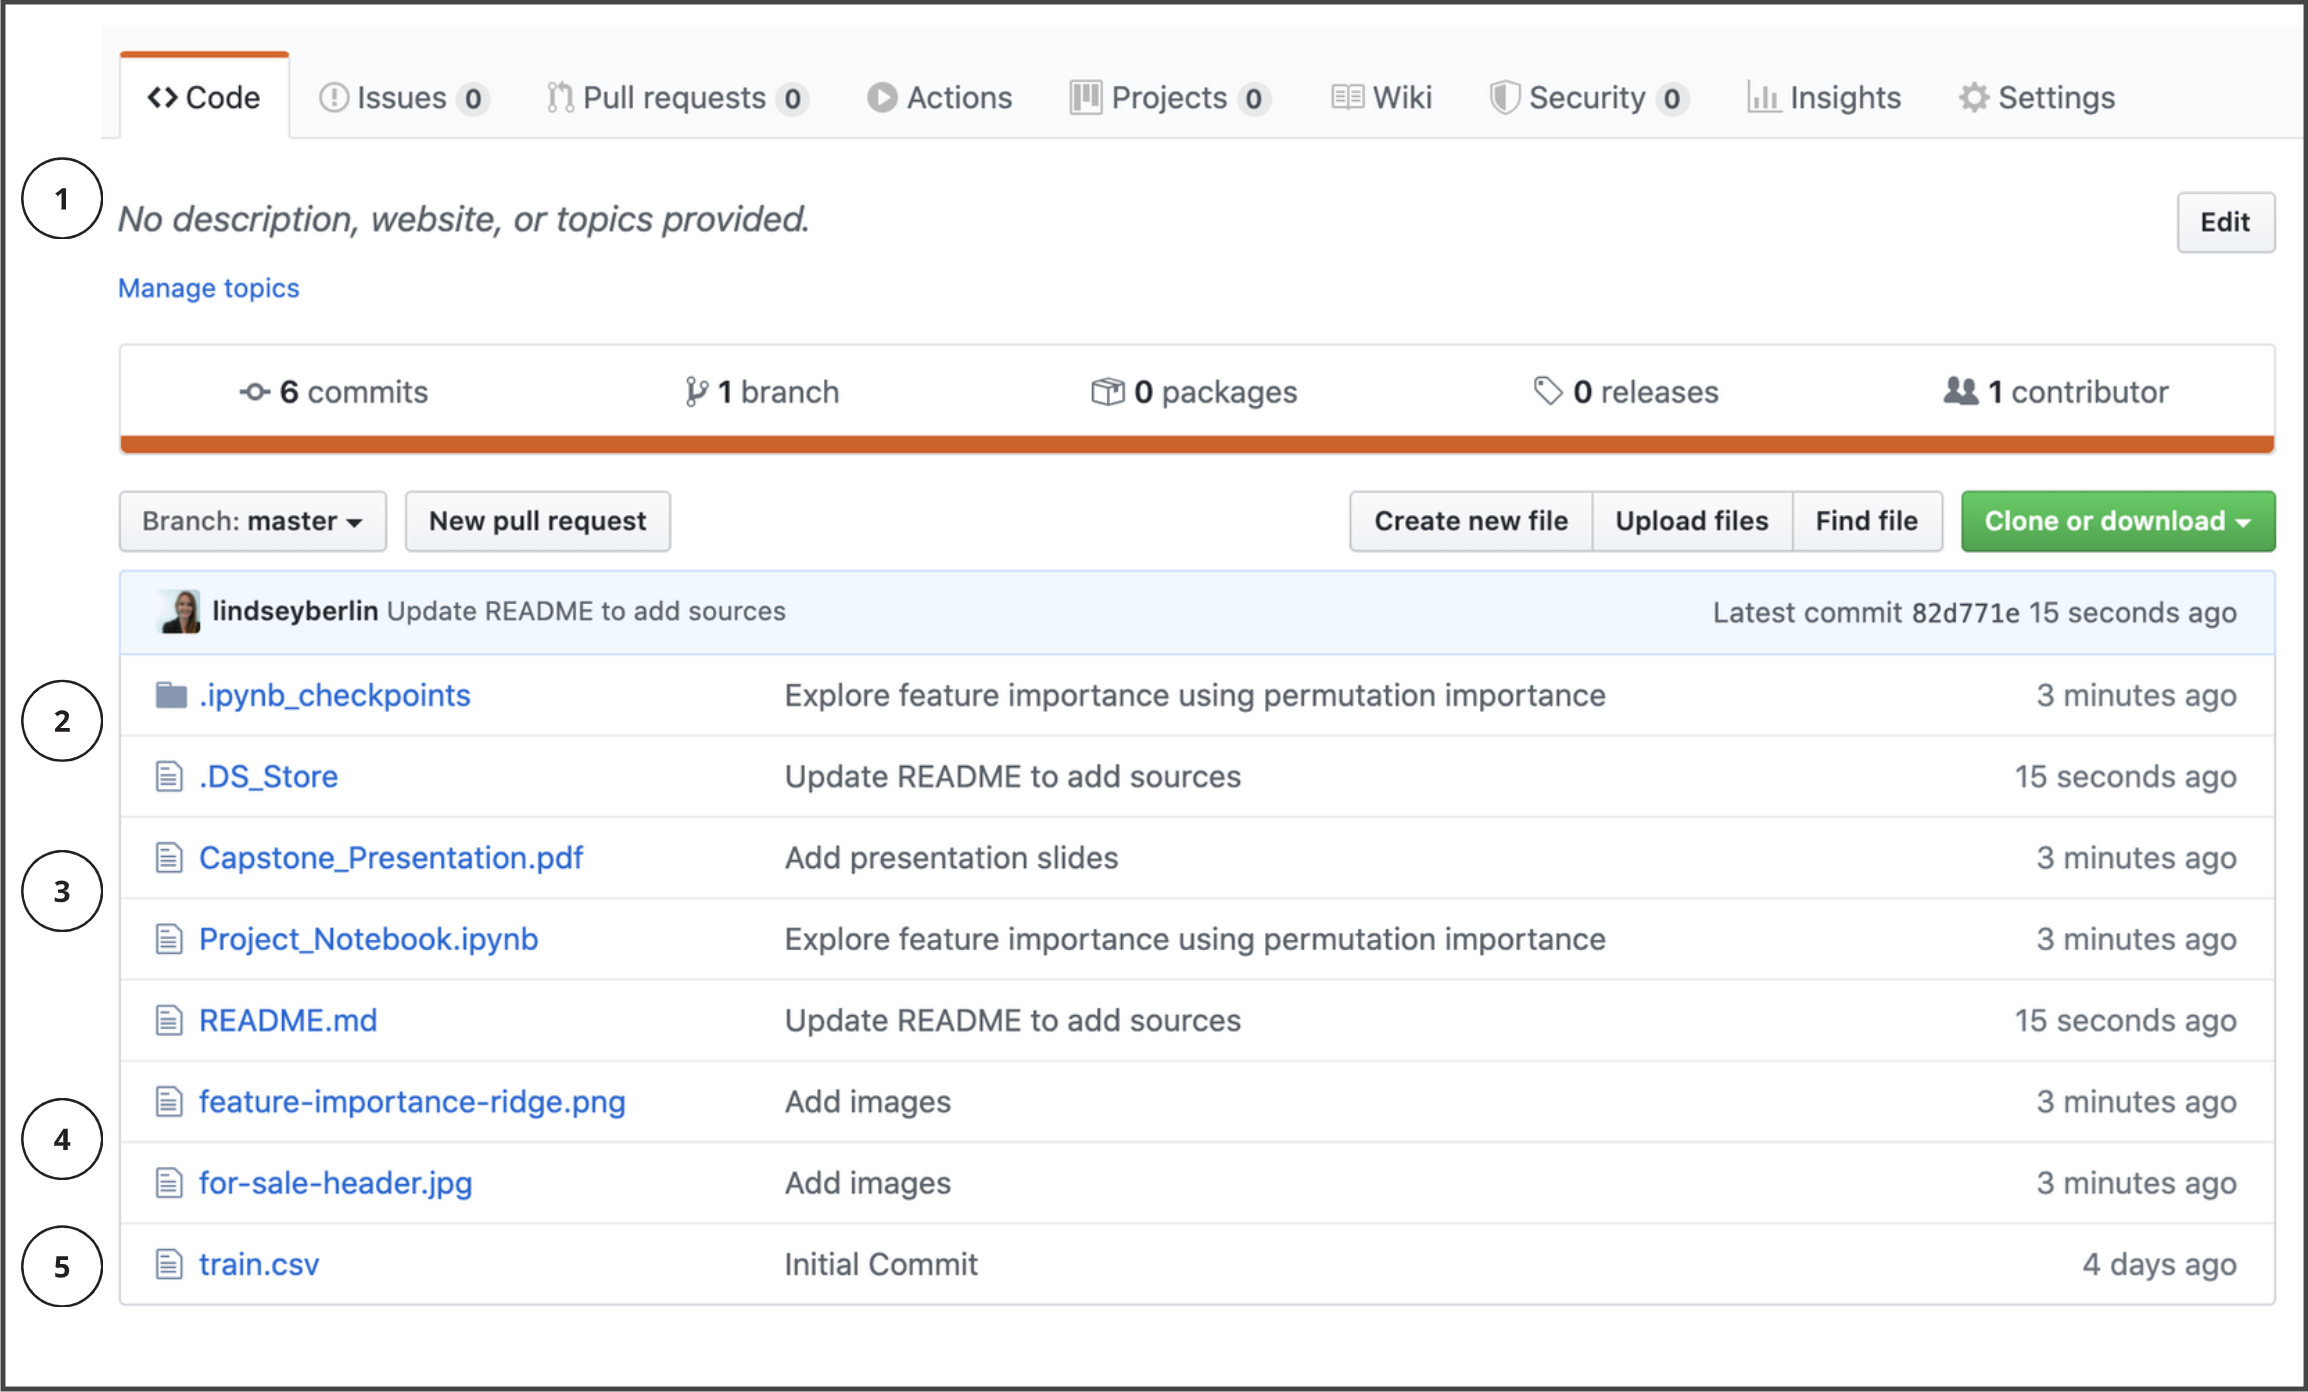 Code Issues 0 Pull requests 0 Actions Projects 0 Wiki Security 0 Insights Settings
1
No description, website, or topics provided. Edit
Manage topics
6 commits 1 branch 0 packages 0 releases 1 contributor
Branch: master New pull request Create new file Upload files Find file Clone or download
lindseyberlin Update README to add sources Latest commit 82d771e 15 seconds ago
2
.ipynb_checkpoints Explore feature importance using permutation importance 3 minutes ago
.DS_Store Update README to add sources 15 seconds ago
3
Capstone_Presentation.pdf Add presentation slides 3 minutes ago
Project_Notebook.ipynb Explore feature importance using permutation importance 3 minutes ago
README.md Update README to add sources 15 seconds ago
4
feature-importance-ridge.png Add images 3 minutes ago
for-sale-header.jpg Add images 3 minutes ago
5
train.csv Initial Commit 4 days ago